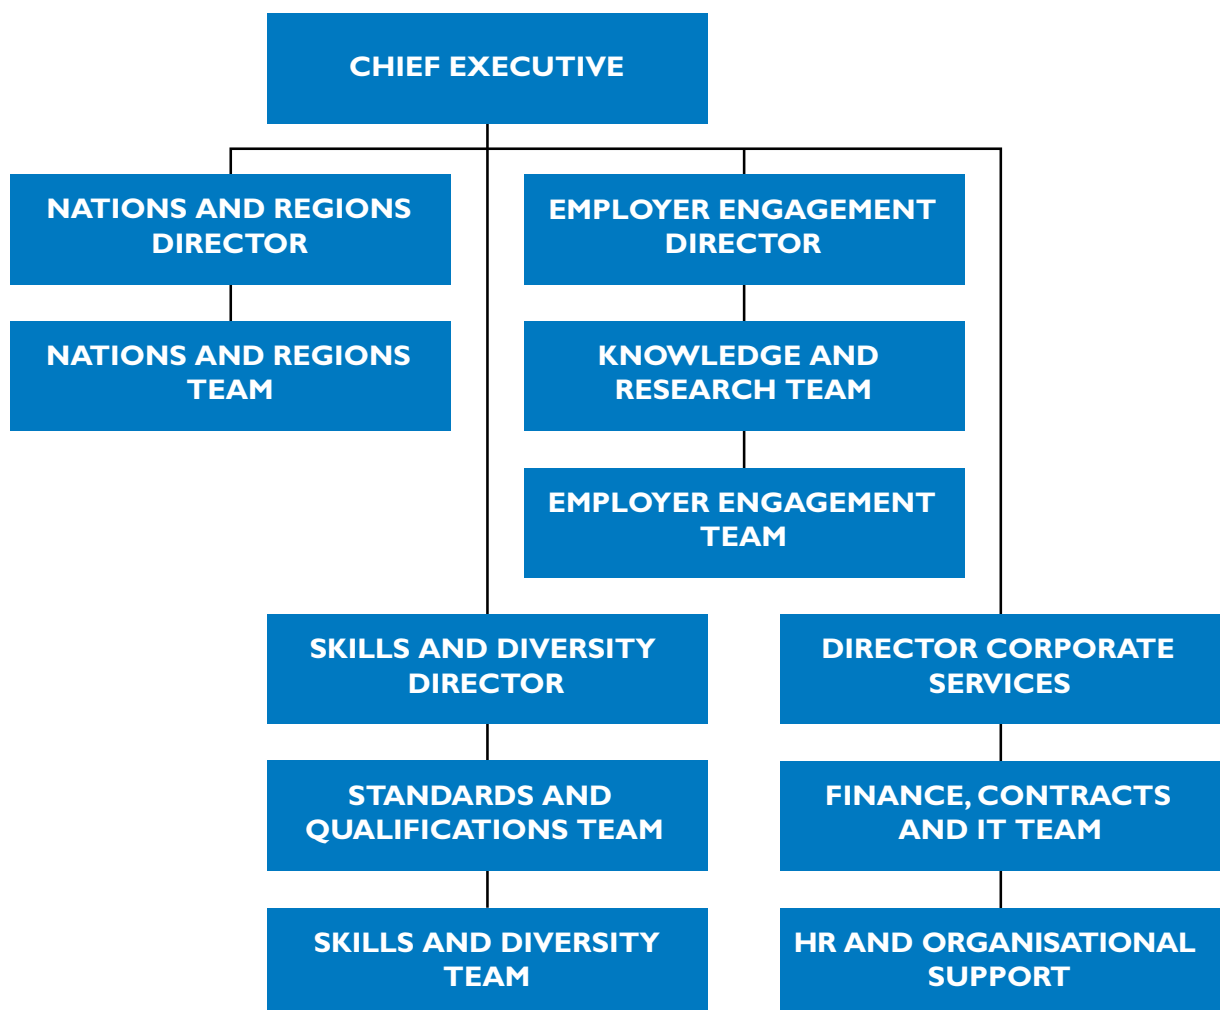 CHIEF EXECUTIVE
NATIONS AND REGIONS
DIRECTOR
EMPLOYER ENGAGEMENT
DIRECTOR
NATIONS AND REGIONS
TEAM
KNOWLEDGE AND
RESEARCH TEAM
EMPLOYER ENGAGEMENT
TEAM
SKILLS AND DIVERSITY
DIRECTOR
DIRECTOR CORPORATE
SERVICES
STANDARDS AND
QUALIFICATIONS TEAM
FINANCE, CONTRACTS
AND IT TEAM
SKILLS AND DIVERSITY
TEAM
HR AND ORGANISATIONAL
SUPPORT